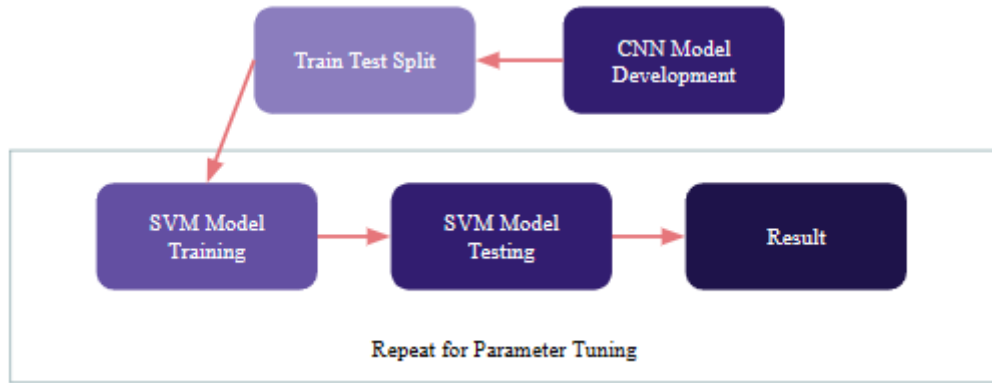 Train Test Split
CNN Model
Development
SVM Model
Training
SVM Model
Testing
Result
Repeat for Parameter Tuning